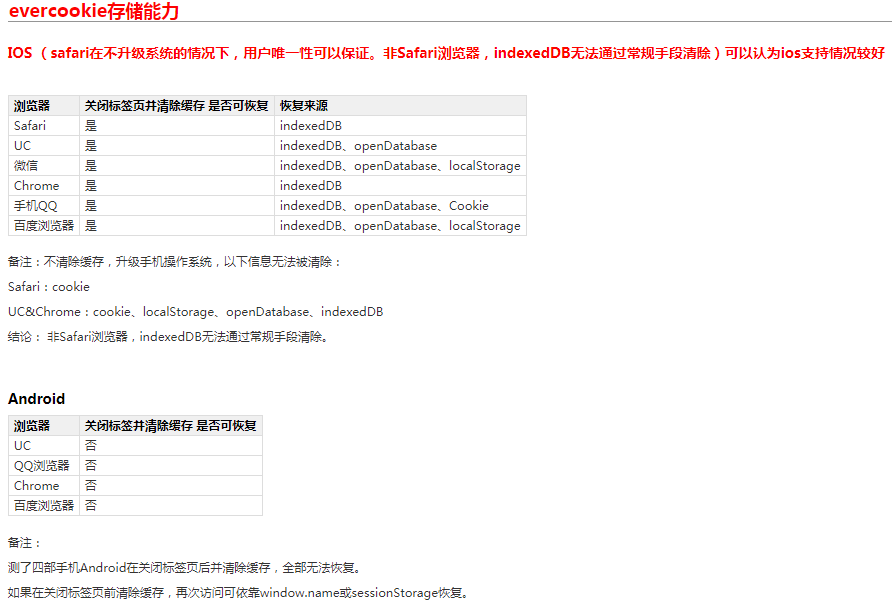 evercookie存储能力
IOS （ safari在不升级系统的情况下，用户唯一性可以保证。非Safari浏览器，indexedDB无法通过常规手段清除）可以认为ios支持情况较好
浏览器 关闭标签页并清除缓存 是否可恢复 恢复来源
Safari 是 indexedDB
UC 是 indexedDB、openDatabase
微信 是 indexedDB、openDatabase、localStorage
Chrome 是 indexedDB
手机QQ 是 indexedDB、openDatabase、Cookie
百度浏览器 是 indexedDB、openDatabase、localStorage
备注：不清除缓存，升级手机操作系统，以下信息无法被清除：
Safari：cookie
UC&Chrome：cookie、localStorage、openDatabase、indexedDB
结论： 非Safari浏览器，indexedDB无法通过常规手段清除。
Android
浏览器 关闭标签并清除缓存 是否可恢复
UC 否
QQ浏览器 否
Chrome 否
百度浏览器 否
备注：
测了四部手机Android在关闭标签页后并清除缓存，全部无法恢复。
如果在关闭标签页前清除缓存，再次访问可依靠window.name或sessionStorage恢复。